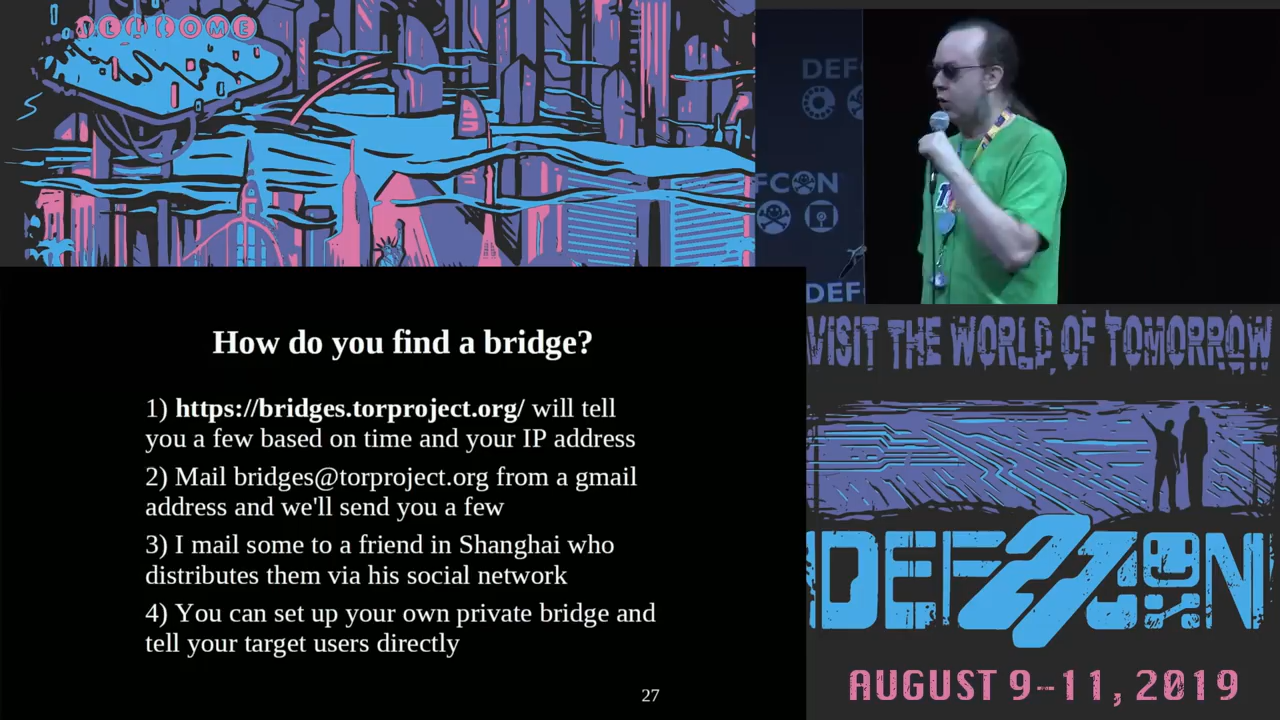 WELCOME
DEFC
FCON
DEF
How do you find a bridge?
1) https://bridges.torproject.org/ will tell
you a few based on time and your IP address
2) Mail bridges@torproject.org from a gmail
address and we'll send you a few
3) I mail some to a friend in Shanghai who
distributes them via his social network
4) You can set up your own private bridge and
tell your target users directly
27
VISIT THE WORLD OF TOMORROW
DEF 27 CON
AUGUST 9-11, 2019